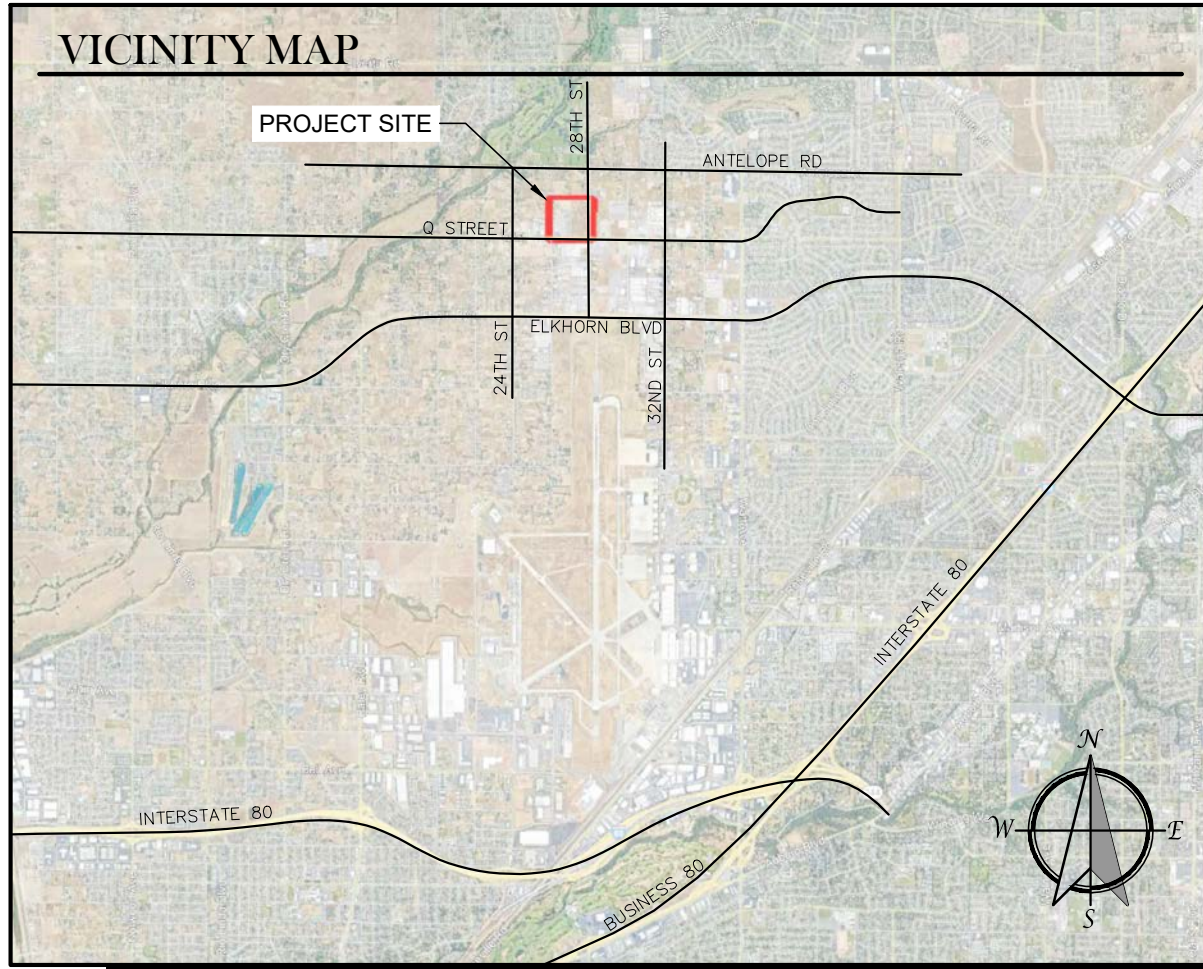 VICINITY MAP
PROJECT SITE
28TH ST
ANTELOPE RD
Q STREET
ELKHORN BLVD
24TH ST
32ND ST
INTERSTATE 80
INTERSTATE 80
BUSINESS 80
N
W
E
S